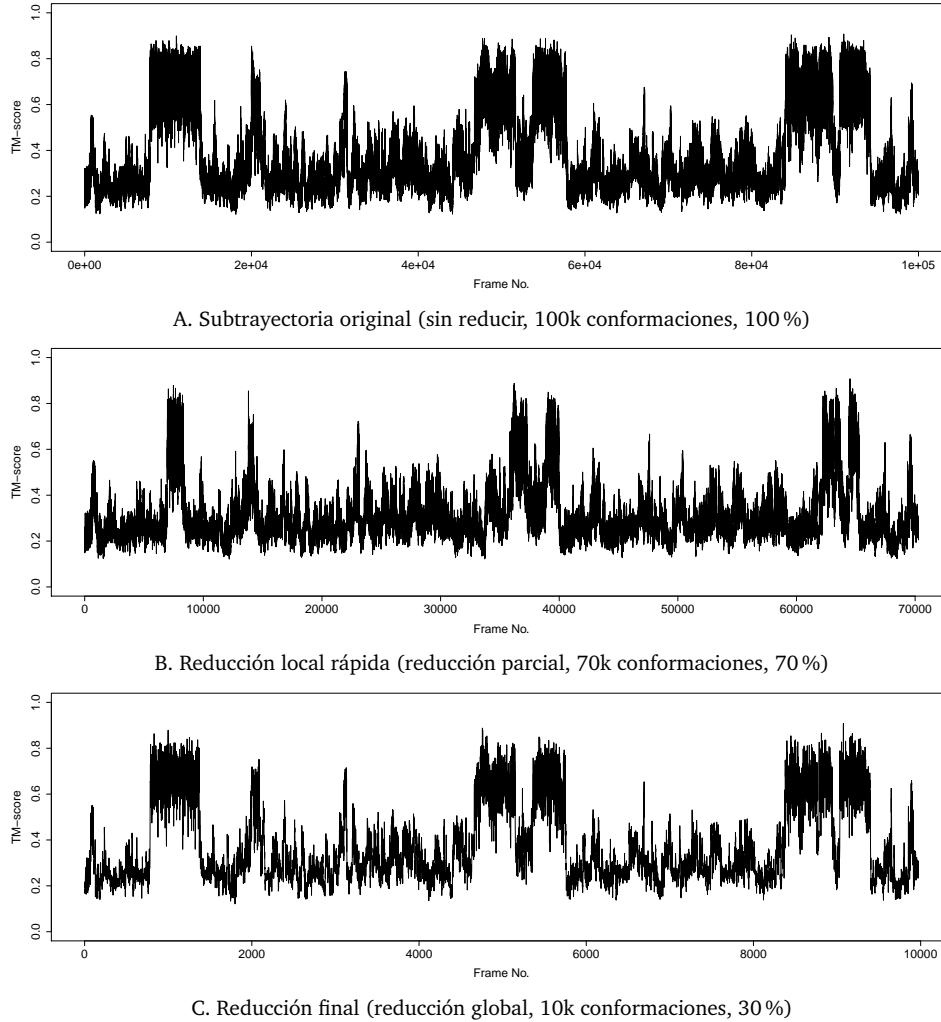 1.0
0.8
0.6
0.4
0.2
0.0
TM−score
0e+00 2e+04 4e+04 6e+04 8e+04 1e+05
Frame No.
A. Subtrayectoria original (sin reducir, 100k conformaciones, 100 %)
1.0
0.8
0.6
0.4
0.2
0.0
TM−score
0 10000 20000 30000 40000 50000 60000 70000
Frame No.
B. Reducción local rápida (reducción parcial, 70k conformaciones, 70 %)
1.0
0.8
0.6
0.4
0.2
0.0
TM−score
0 2000 4000 6000 8000 10000
Frame No.
C. Reducción final (reducción global, 10k conformaciones, 30 %)